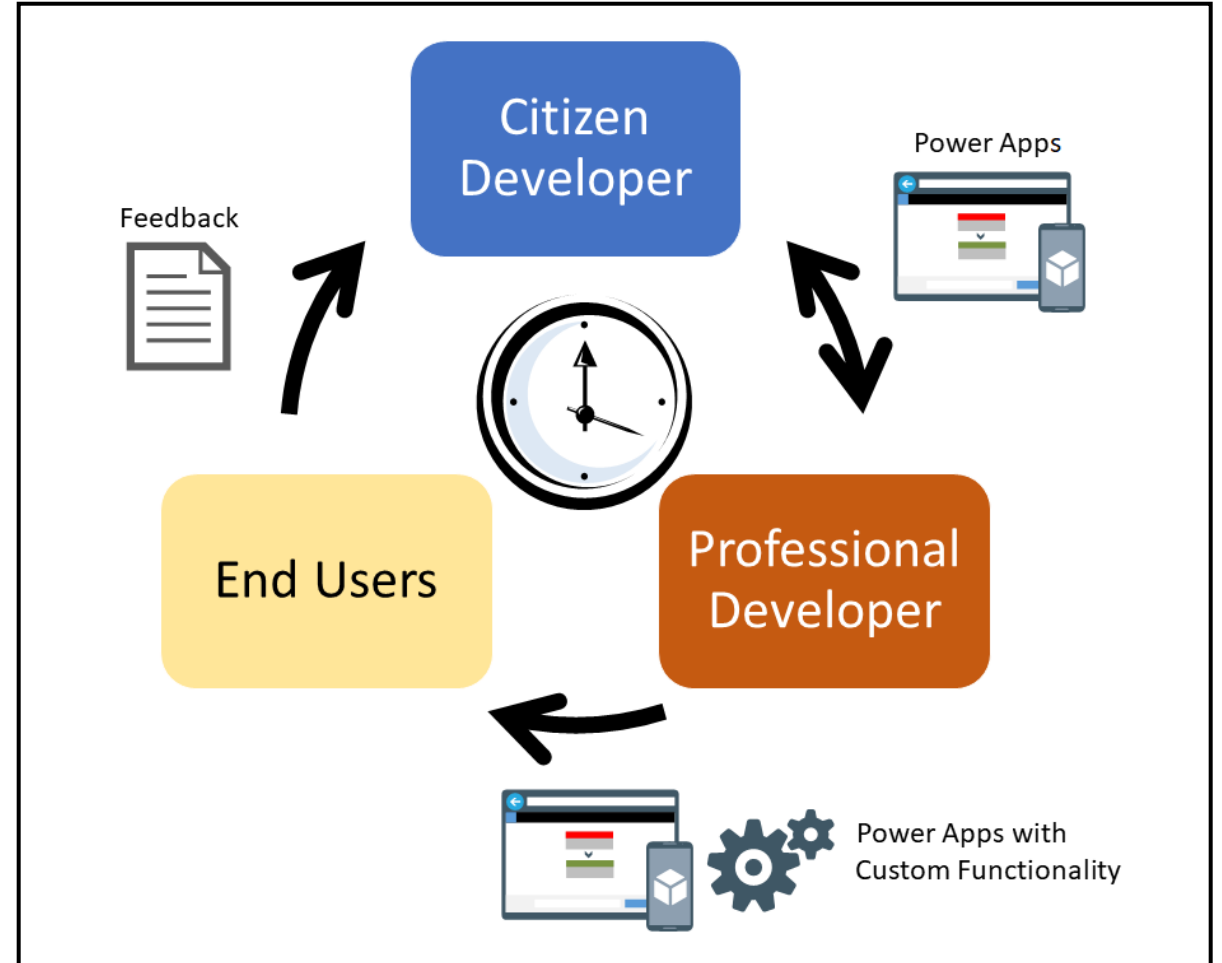 Citizen
Developer
Power Apps
Feedback
End Users
Professional
Developer
Power Apps with
Custom Functionality